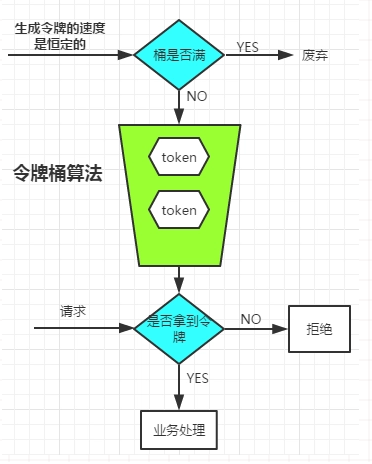 生成令牌的速度
是恒定的
桶是否满
YES
废弃
NO
token
令牌桶算法
token
请求
是否拿到令
牌
NO
拒绝
YES
业务处理